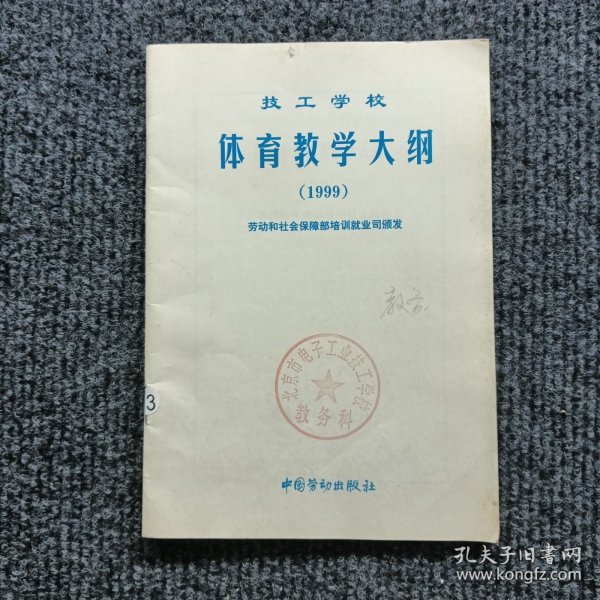 技工学校
体育教学大纲
（1999）
劳动和社会保障部培训就业司颁发
教务
北京市电子工业技工学校
教务科
3
中国劳动出版社
孔夫子旧书网
www.kongfz.com